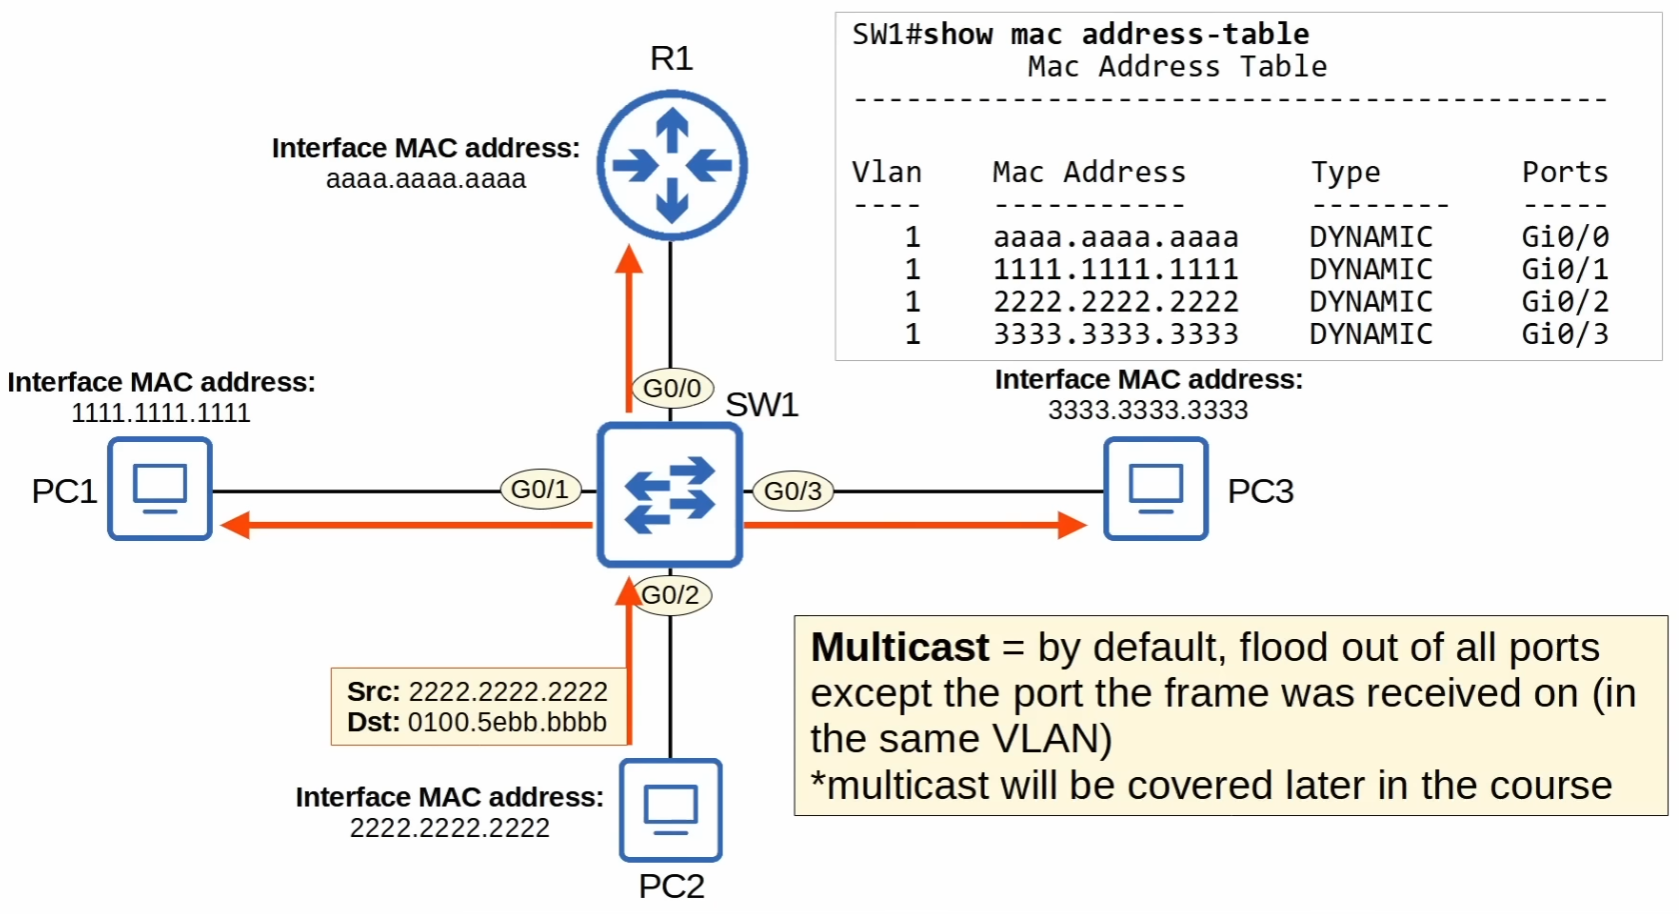 SW1#show mac address-table
Mac Address Table
-------------------------------------------
Vlan Mac Address Type Ports
---- ----------- -------- -----
1 aaaa.aaaa.aaaa DYNAMIC Gi0/0
1 1111.1111.1111 DYNAMIC Gi0/1
1 2222.2222.2222 DYNAMIC Gi0/2
1 3333.3333.3333 DYNAMIC Gi0/3
R1
Interface MAC address:
aaaa.aaaa.aaaa
G0/0
SW1
Interface MAC address:
1111.1111.1111
PC1
G0/1
G0/3
Interface MAC address:
3333.3333.3333
PC3
G0/2
Src: 2222.2222.2222
Dst: 0100.5ebb.bbbb
Interface MAC address:
2222.2222.2222
PC2
Multicast = by default, flood out of all ports
except the port the frame was received on (in
the same VLAN)
*multicast will be covered later in the course